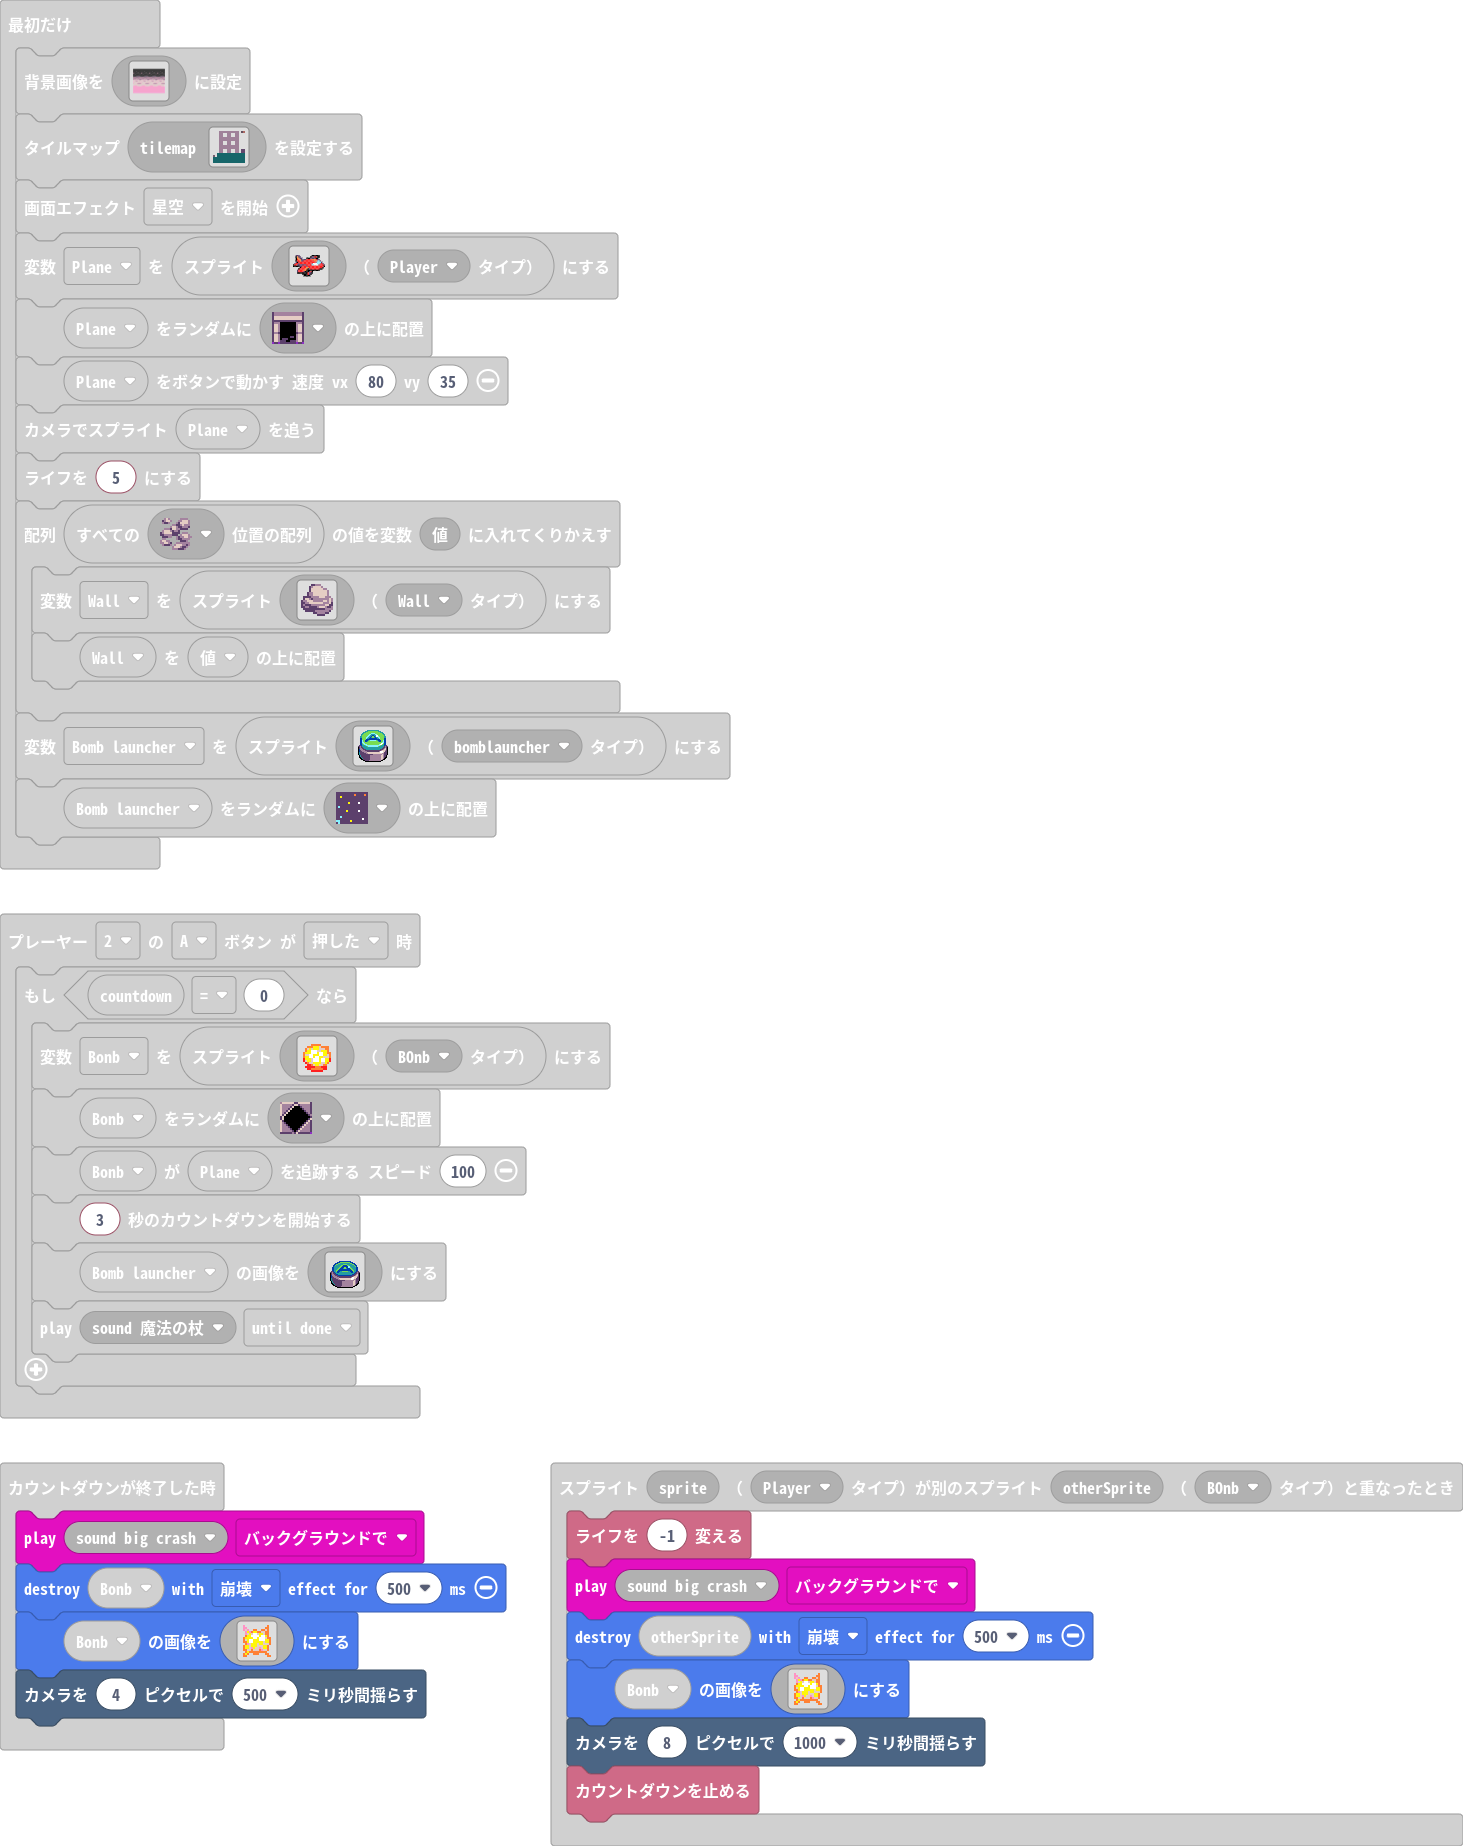 最初だけ
背景画像を に設定
タイルマップ tilemap を設定する
画面エフェクト 星空 を開始
変数 Plane を スプライト ( Player タイプ) にする
Plane をランダムに の上に配置
Plane をボタンで動かす 速度 vx 80 vy 35
カメラでスプライト Plane を追う
ライフを 5 にする
配列 すべての 位置の配列 の値を変数 値 に入れてくりかえす
変数 Wall を スプライト ( Wall タイプ) にする
Wall を 値 の上に配置
変数 Bomb launcher を スプライト ( bomblauncher タイプ) にする
Bomb launcher をランダムに の上に配置
プレーヤー 2 の A ボタン が 押した 時
もし countdown = 0 なら
変数 Bonb を スプライト ( BOnb タイプ) にする
Bonb をランダムに の上に配置
Bonb が Plane を追跡する スピード 100
3 秒のカウントダウンを開始する
Bomb launcher の画像を にする
play sound 魔法の杖 until done
カウントダウンが終了した時
play sound big crash バックグラウンドで
destroy Bonb with 崩壊 effect for 500 ms
Bonb の画像を にする
カメラを 4 ピクセルで 500 ミリ秒間揺らす
スプライト sprite ( Player タイプ) が別のスプライト otherSprite ( BOnb タイプ) と重なったとき
ライフを -1 変える
play sound big crash バックグラウンドで
destroy otherSprite with 崩壊 effect for 500 ms
Bonb の画像を にする
カメラを 8 ピクセルで 1000 ミリ秒間揺らす
カウントダウンを止める